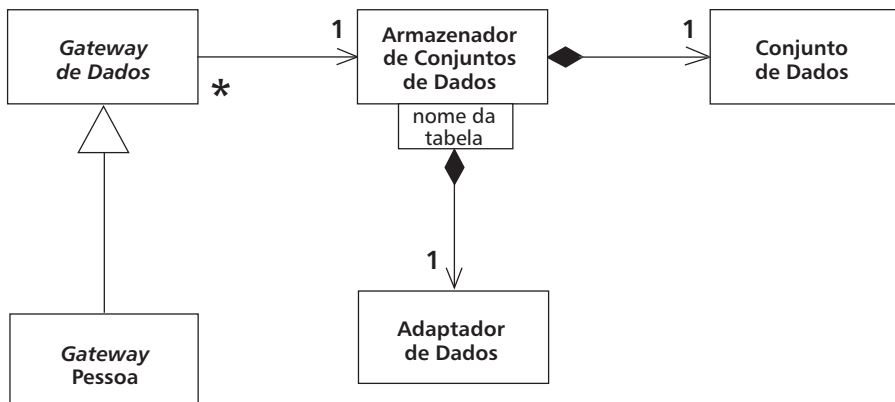 Gateway
de Dados
1
*
Armazenador
de Conjuntos
de Dados
nome da
tabela
1
Conjunto
de Dados
1
Adaptador
de Dados
Gateway
Pessoa